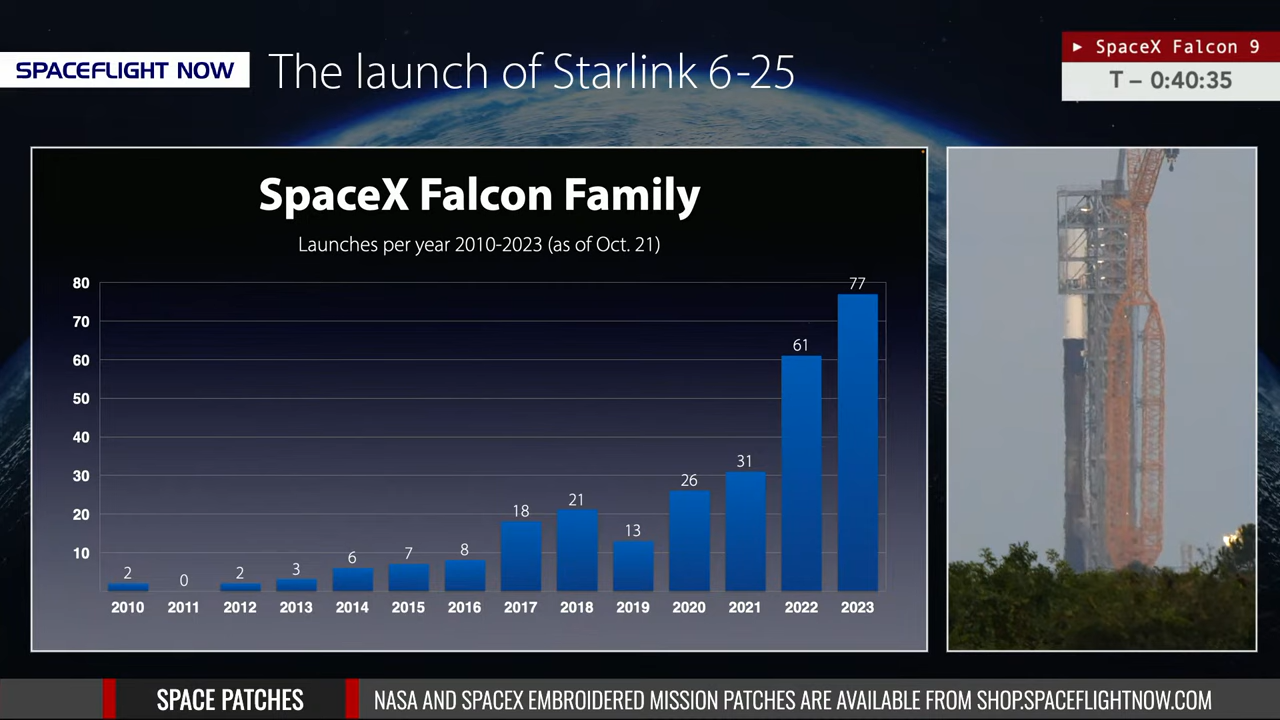 SPACEFLIGHT NOW
The launch of Starlink 6-25
► SpaceX Falcon 9
T – 0:40:35
SpaceX Falcon Family
Launches per year 2010-2023 (as of Oct. 21)
80
70
60
50
40
30
20
10
2
0
2
3
6
7
8
18
21
13
26
31
61
77
2010 2011 2012 2013 2014 2015 2016 2017 2018 2019 2020 2021 2022 2023
SPACE PATCHES
NASA AND SPACEX EMBROIDERED MISSION PATCHES ARE AVAILABLE FROM SHOP.SPACEFLIGHTNOW.COM